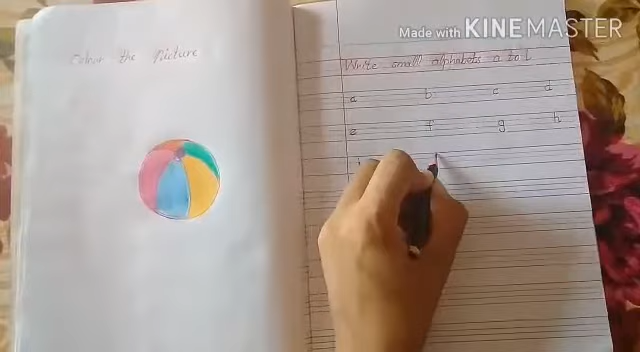 Made with KINEMASTER
Colour the Picture
Write small alphabets a to l
a b c d
e f g h
i